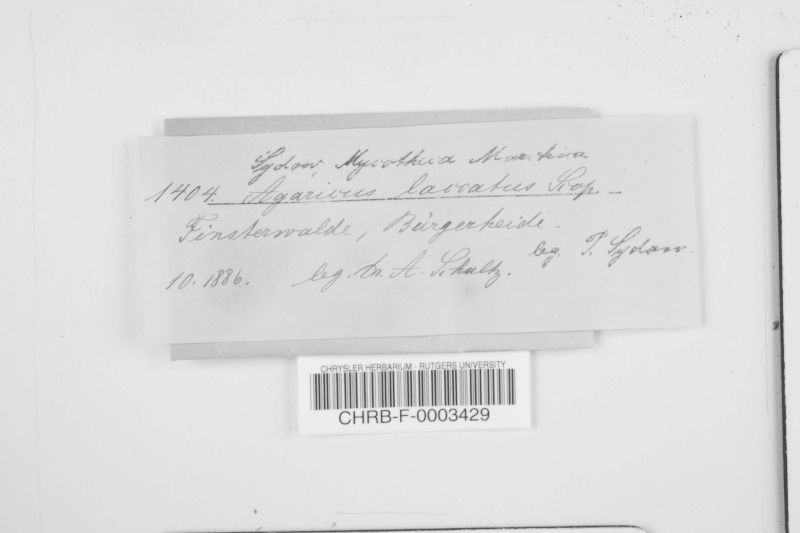 Sydow, Mycotheca Marchica
1404. Agaricus laccatus Scop.
Finsterwalde, Bürgerheide.
10. 1886. leg. Dr. A. Schultz. leg. P. Sydow.
CHRYSLER HERBARIUM - RUTGERS UNIVERSITY
CHRB-F-0003429